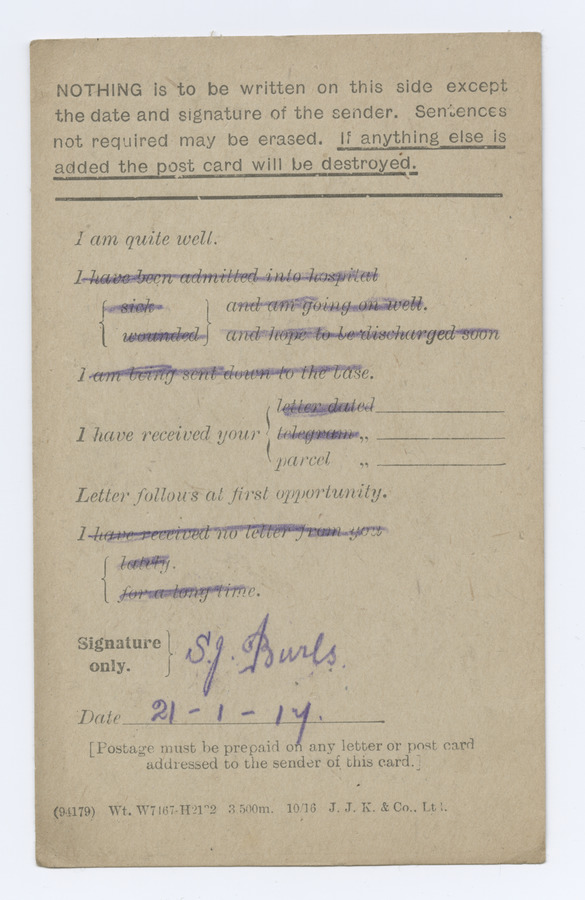 NOTHING is to be written on this side except
the date and signature of the sender. Sentences
not required may be erased. If anything else is
added the post card will be destroyed.
I am quite well.
I have been admitted into hospital
sick and am going on well.
wounded and hope to be discharged soon
I am being sent down to the base.
letter dated
I have received your telegram „
parcel „
Letter follows at first opportunity.
I have received no letter from you
lately.
for a long time.
Signature
only.
S.J. Burls.
Date 21 - 1 - 17.
[Postage must be prepaid on any letter or post card
addressed to the sender of this card.]
(94179) Wt. W7167-H2172 3,500m. 10/16 J. J. K. & Co., Ltd.